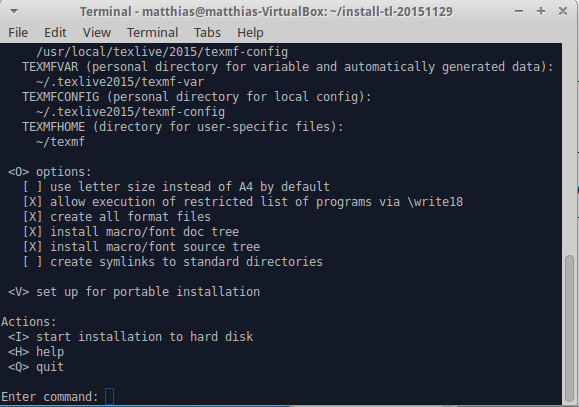 Terminal - matthias@matthias-VirtualBox: ~/install-tl-20151129
File Edit View Terminal Tabs Help
/usr/local/texlive/2015/texmf-config
TEXMFVAR (personal directory for variable and automatically generated data):
~/.texlive2015/texmf-var
TEXMFCONFIG (personal directory for local config):
~/.texlive2015/texmf-config
TEXMFHOME (directory for user-specific files):
~/texmf
<O> options:
[ ] use letter size instead of A4 by default
[X] allow execution of restricted list of programs via \write18
[X] create all format files
[X] install macro/font doc tree
[X] install macro/font source tree
[ ] create symlinks to standard directories
<V> set up for portable installation
Actions:
<I> start installation to hard disk
<H> help
<Q> quit
Enter command: